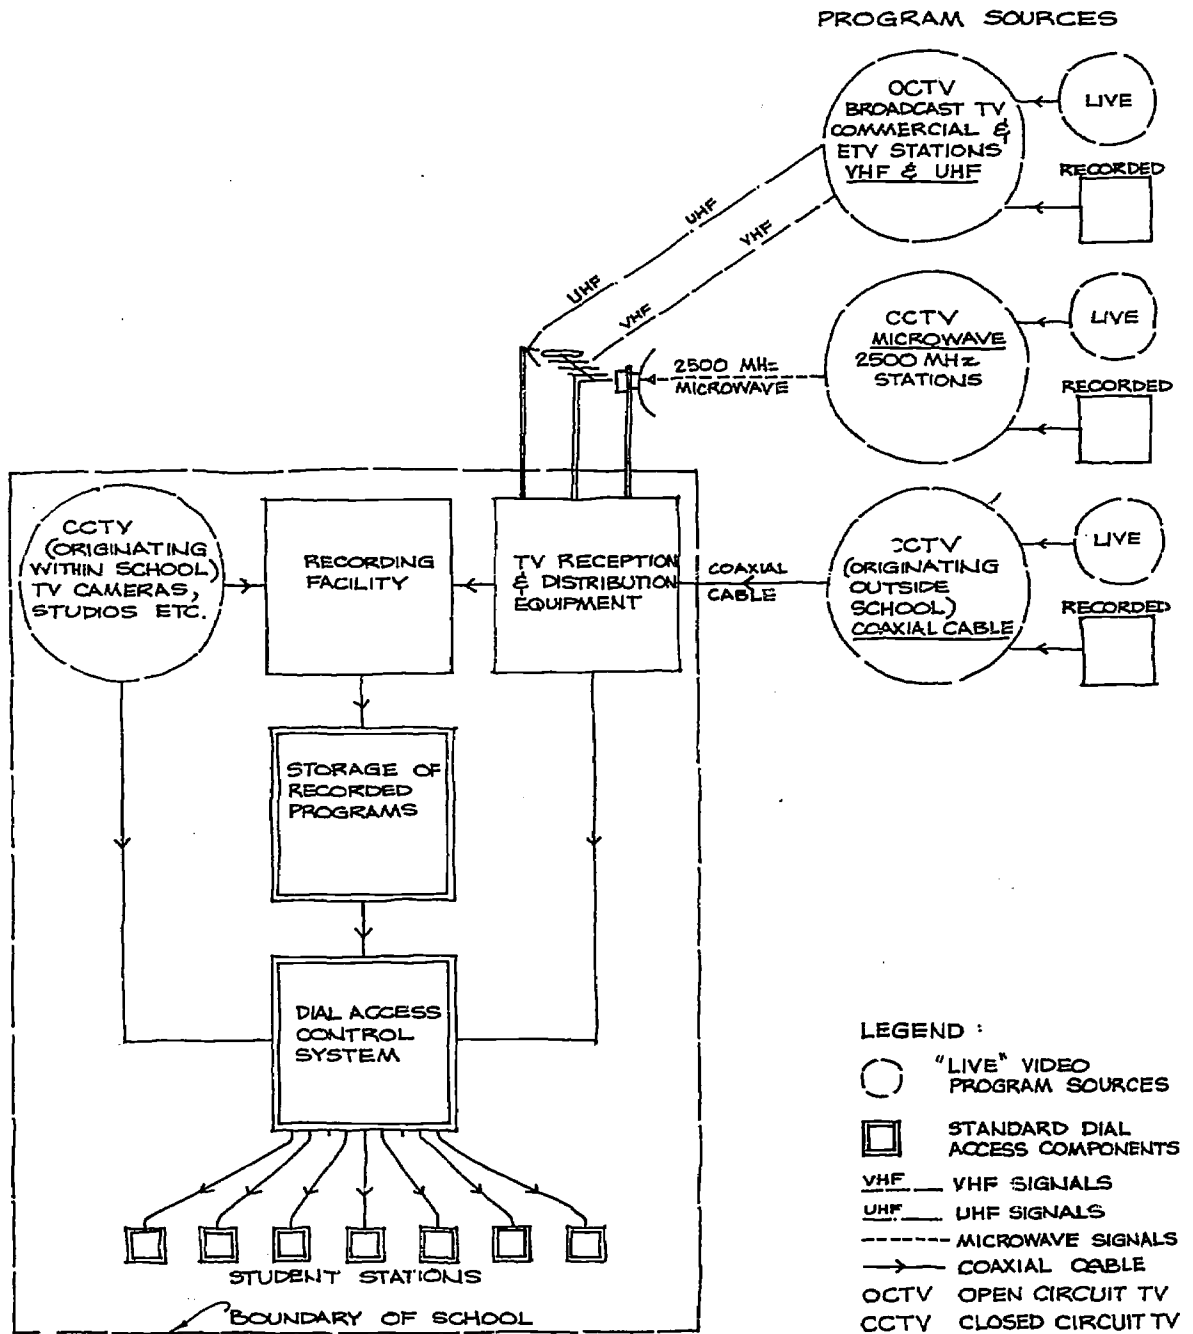 PROGRAM SOURCES
OCTV
BROADCAST TV
COMMERCIAL &
ETV STATIONS
VHF & UHF
LIVE
RECORDED
UHF
VHF
UHF
VHF
CCTV
MICROWAVE
2500 MHz
STATIONS
LIVE
RECORDED
2500 MHz
MICROWAVE
CCTV
(ORIGINATING
WITHIN SCHOOL)
TV CAMERAS,
STUDIOS ETC.
RECORDING
FACILITY
TV RECEPTION
& DISTRIBUTION
EQUIPMENT
COAXIAL
CABLE
CCTV
(ORIGINATING
OUTSIDE
SCHOOL)
COAXIAL CABLE
LIVE
RECORDED
STORAGE OF
RECORDED
PROGRAMS
DIAL ACCESS
CONTROL
SYSTEM
STUDENT STATIONS
BOUNDARY OF SCHOOL
LEGEND :
"LIVE" VIDEO
PROGRAM SOURCES
STANDARD DIAL
ACCESS COMPONENTS
VHF VHF SIGNALS
UHF UHF SIGNALS
MICROWAVE SIGNALS
COAXIAL CABLE
OCTV OPEN CIRCUIT TV
CCTV CLOSED CIRCUIT TV